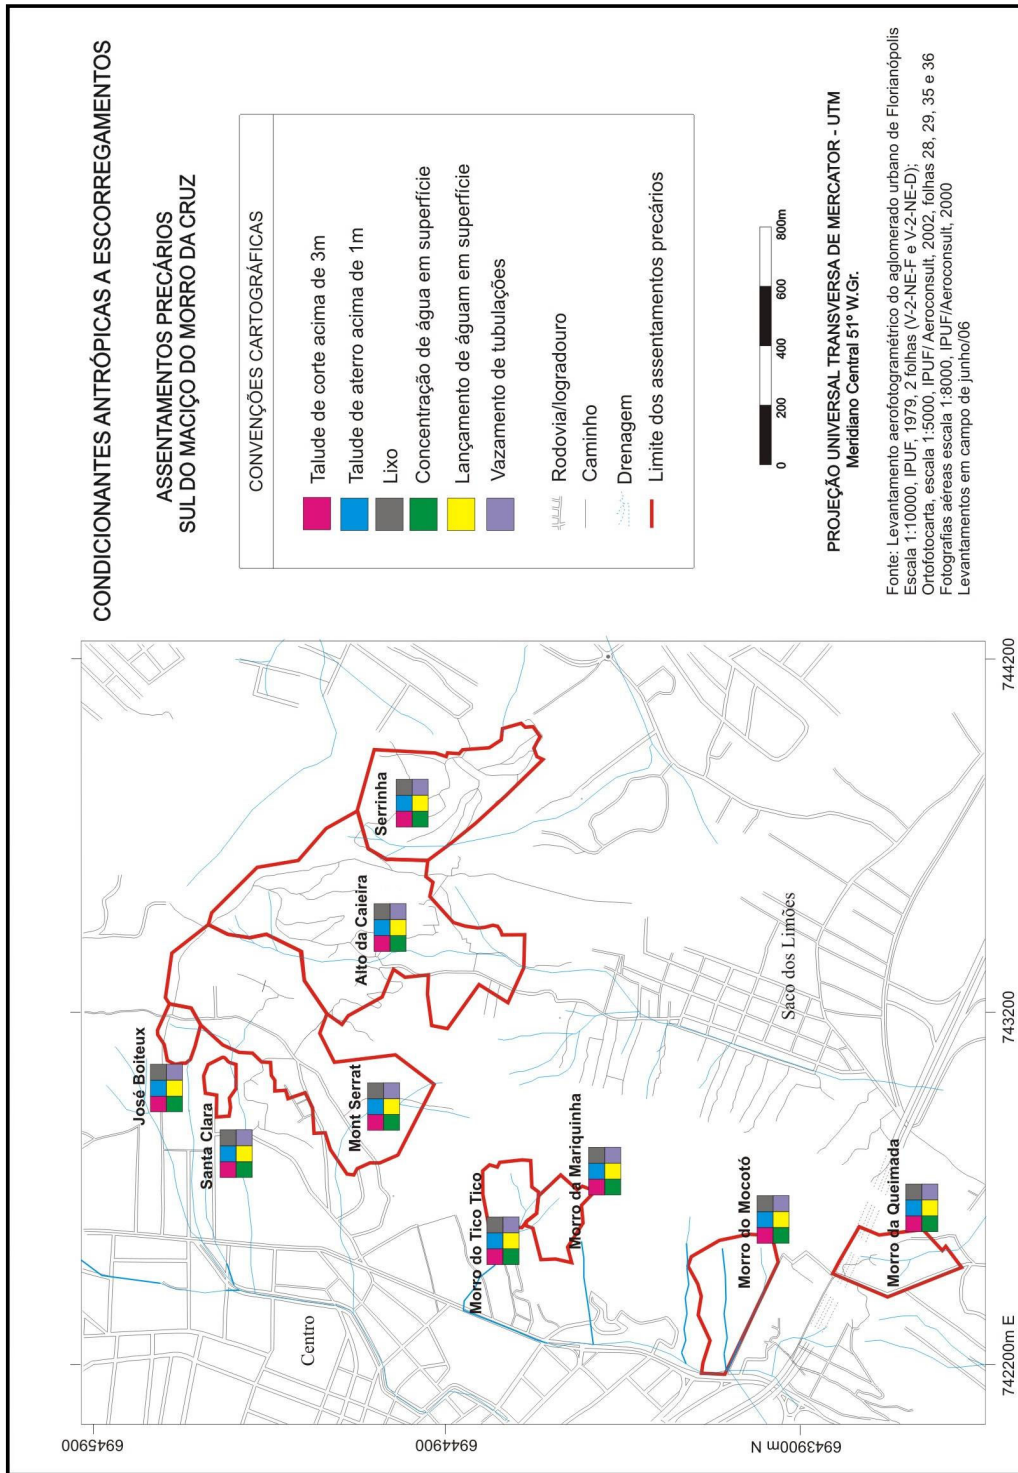 CONDICIONANTES ANTRÓPICAS A ESCORREGAMENTOS
ASSENTAMENTOS PRECÁRIOS
SUL DO MACIÇO DO MORRO DA CRUZ
CONVENÇÕES CARTOGRÁFICAS
Talude de corte acima de 3m
Talude de aterro acima de 1m
Lixo
Concentração de água em superfície
Lançamento de águam em superfície
Vazamento de tubulações
Rodovia/logradouro
Caminho
Drenagem
Limite dos assentamentos precários
0 200 400 600 800m
PROJEÇÃO UNIVERSAL TRANSVERSA DE MERCATOR - UTM
Meridiano Central 51º W.Gr.
Fonte: Levantamento aerofotogramétrico do aglomerado urbano de Florianópolis
Escala 1:10000, IPUF, 1979, 2 folhas (V-2-NE-F e V-2-NE-D);
Ortofotocarta, escala 1:5000, IPUF/ Aeroconsult, 2002, folhas 28, 29, 35 e 36
Fotografias aéreas escala 1:8000, IPUF/Aeroconsult, 2000
Levantamentos em campo de junho/06
José Boiteux
Santa Clara
Mont Serrat
Alto da Caieira
Serrinha
Morro do Tico Tico
Morro da Mariquinha
Morro do Mocotó
Morro da Queimada
Centro
Saco dos Limões
6945900
6944900
6943900m N
742200m E
743200
744200